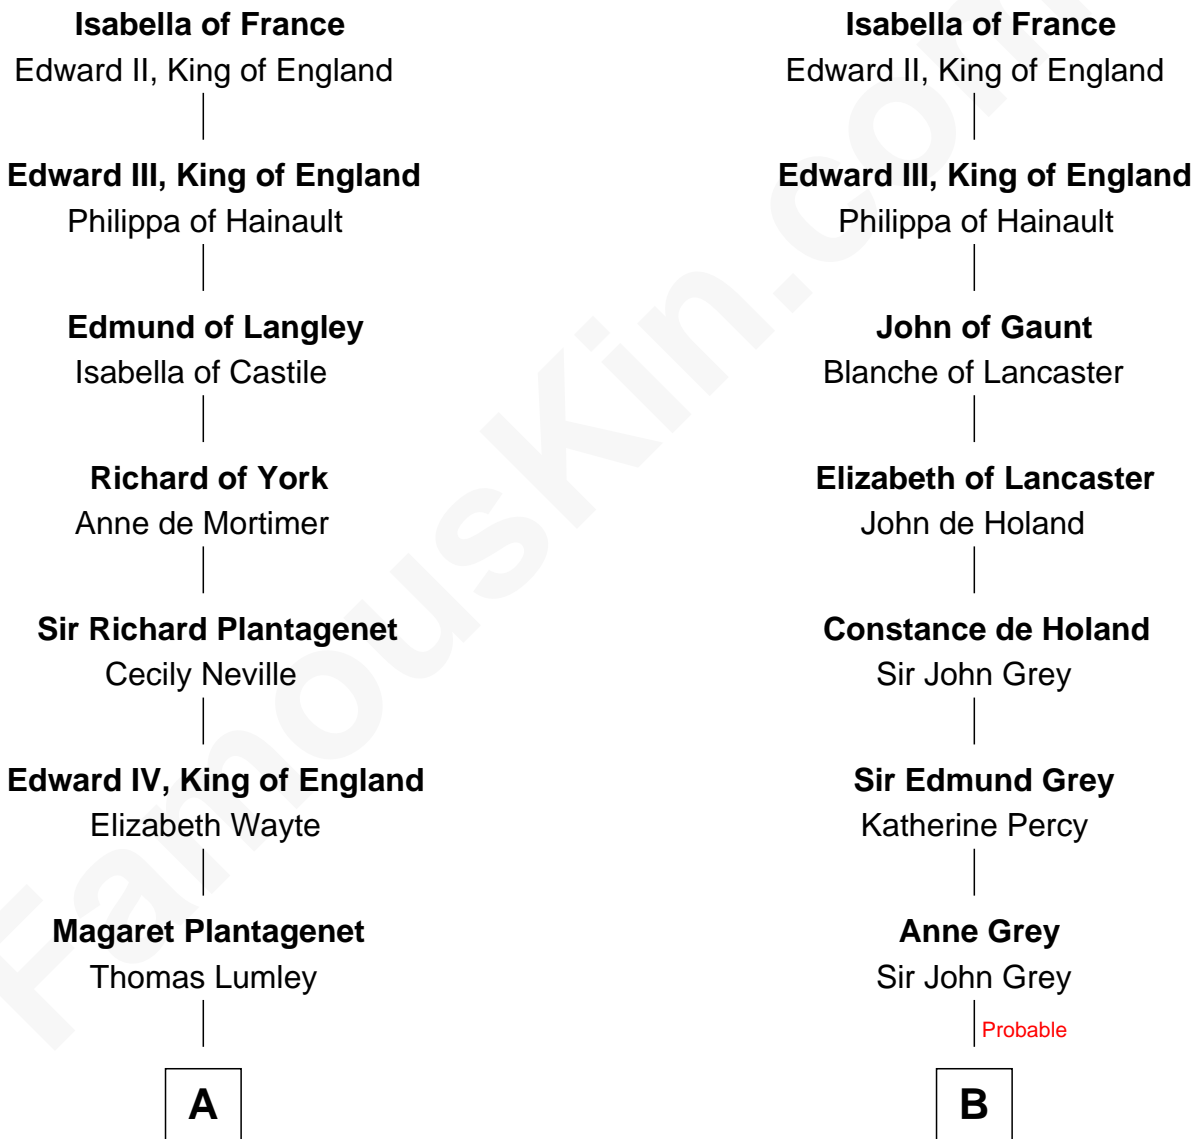 Isabella of France
Edward II, King of England
Edward III, King of England
Philippa of Hainault
Edmund of Langley
Isabella of Castile
Richard of York
Anne de Mortimer
Sir Richard Plantagenet
Cecily Neville
Edward IV, King of England
Elizabeth Wayte
Magaret Plantagenet
Thomas Lumley
A
Isabella of France
Edward II, King of England
Edward III, King of England
Philippa of Hainault
John of Gaunt
Blanche of Lancaster
Elizabeth of Lancaster
John de Holand
Constance de Holand
Sir John Grey
Sir Edmund Grey
Katherine Percy
Anne Grey
Sir John Grey
Probable
B
FamousKin.com